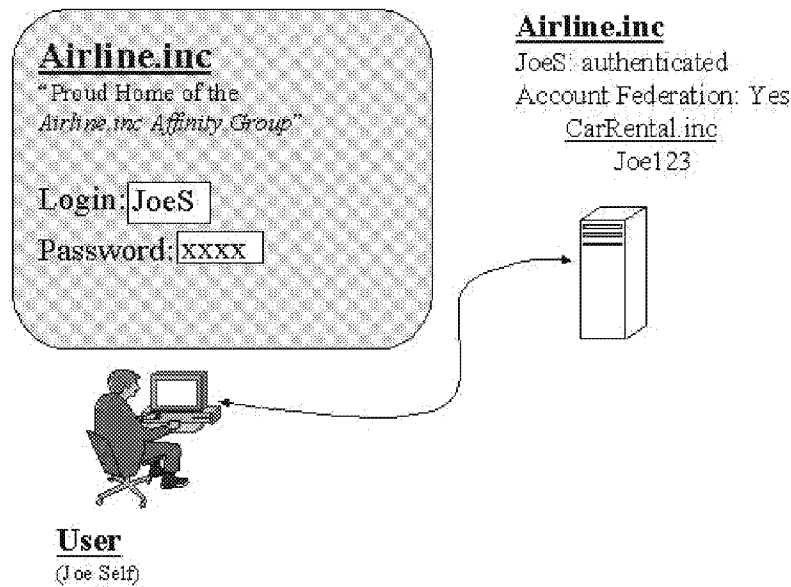 Airline.inc
"Proud Home of the
Airline.inc Affinity Group"
Login: JoeS
Password: xxxx
Airline.inc
JoeS: authenticated
Account Federation: Yes
CarRental.inc
Joe123
User
(Joe Self)